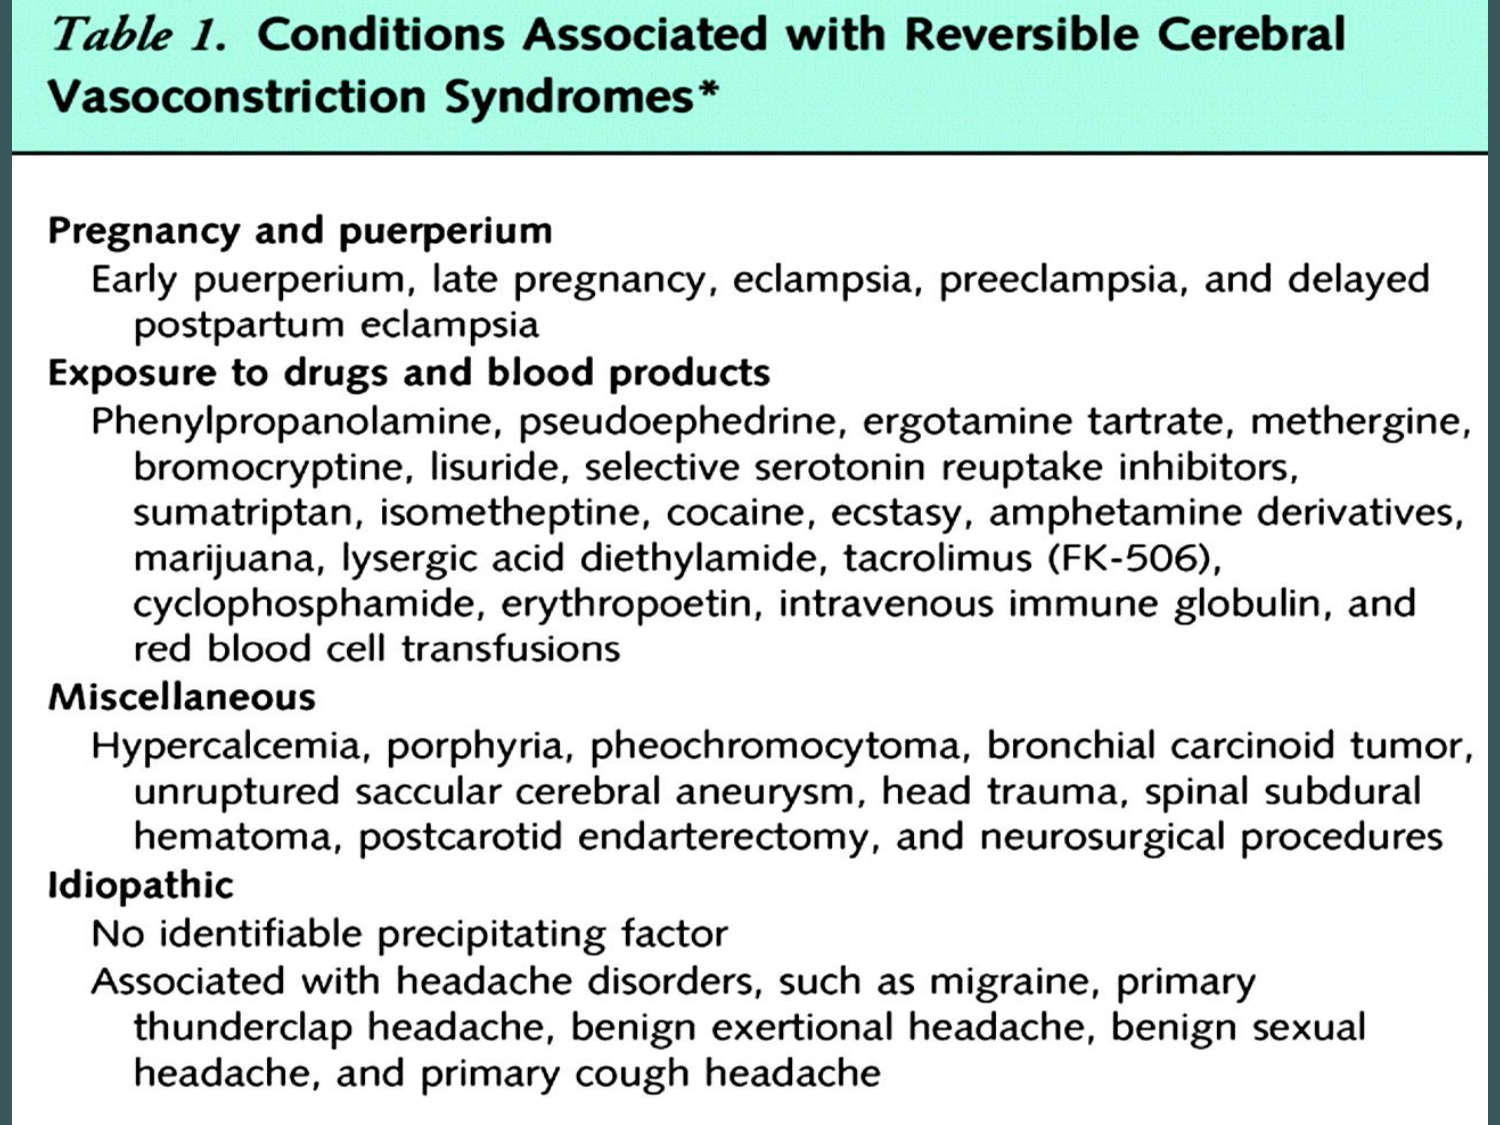 Table 1. Conditions Associated with Reversible Cerebral
Vasoconstriction Syndromes*
Pregnancy and puerperium
Early puerperium, late pregnancy, eclampsia, preeclampsia, and delayed
postpartum eclampsia
Exposure to drugs and blood products
Phenylpropanolamine, pseudoephedrine, ergotamine tartrate, methergine,
bromocryptine, lisuride, selective serotonin reuptake inhibitors,
sumatriptan, isometheptine, cocaine, ecstasy, amphetamine derivatives,
marijuana, lysergic acid diethylamide, tacrolimus (FK-506),
cyclophosphamide, erythropoetin, intravenous immune globulin, and
red blood cell transfusions
Miscellaneous
Hypercalcemia, porphyria, pheochromocytoma, bronchial carcinoid tumor,
unruptured saccular cerebral aneurysm, head trauma, spinal subdural
hematoma, postcarotid endarterectomy, and neurosurgical procedures
Idiopathic
No identifiable precipitating factor
Associated with headache disorders, such as migraine, primary
thunderclap headache, benign exertional headache, benign sexual
headache, and primary cough headache